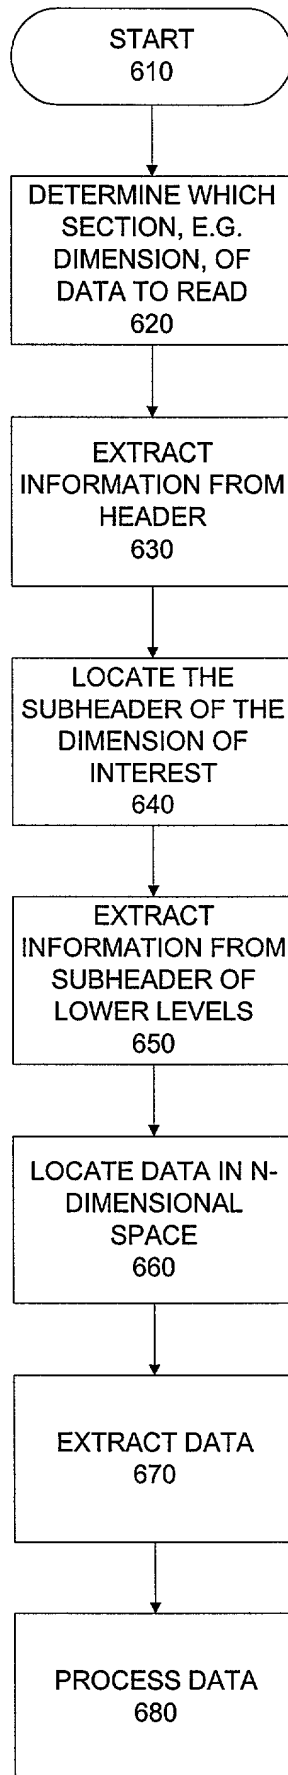 START
610
DETERMINE WHICH
SECTION, E.G.
DIMENSION, OF
DATA TO READ
620
EXTRACT
INFORMATION FROM
HEADER
630
LOCATE THE
SUBHEADER OF THE
DIMENSION OF
INTEREST
640
EXTRACT
INFORMATION FROM
SUBHEADER OF
LOWER LEVELS
650
LOCATE DATA IN N-
DIMENSIONAL
SPACE
660
EXTRACT DATA
670
PROCESS DATA
680